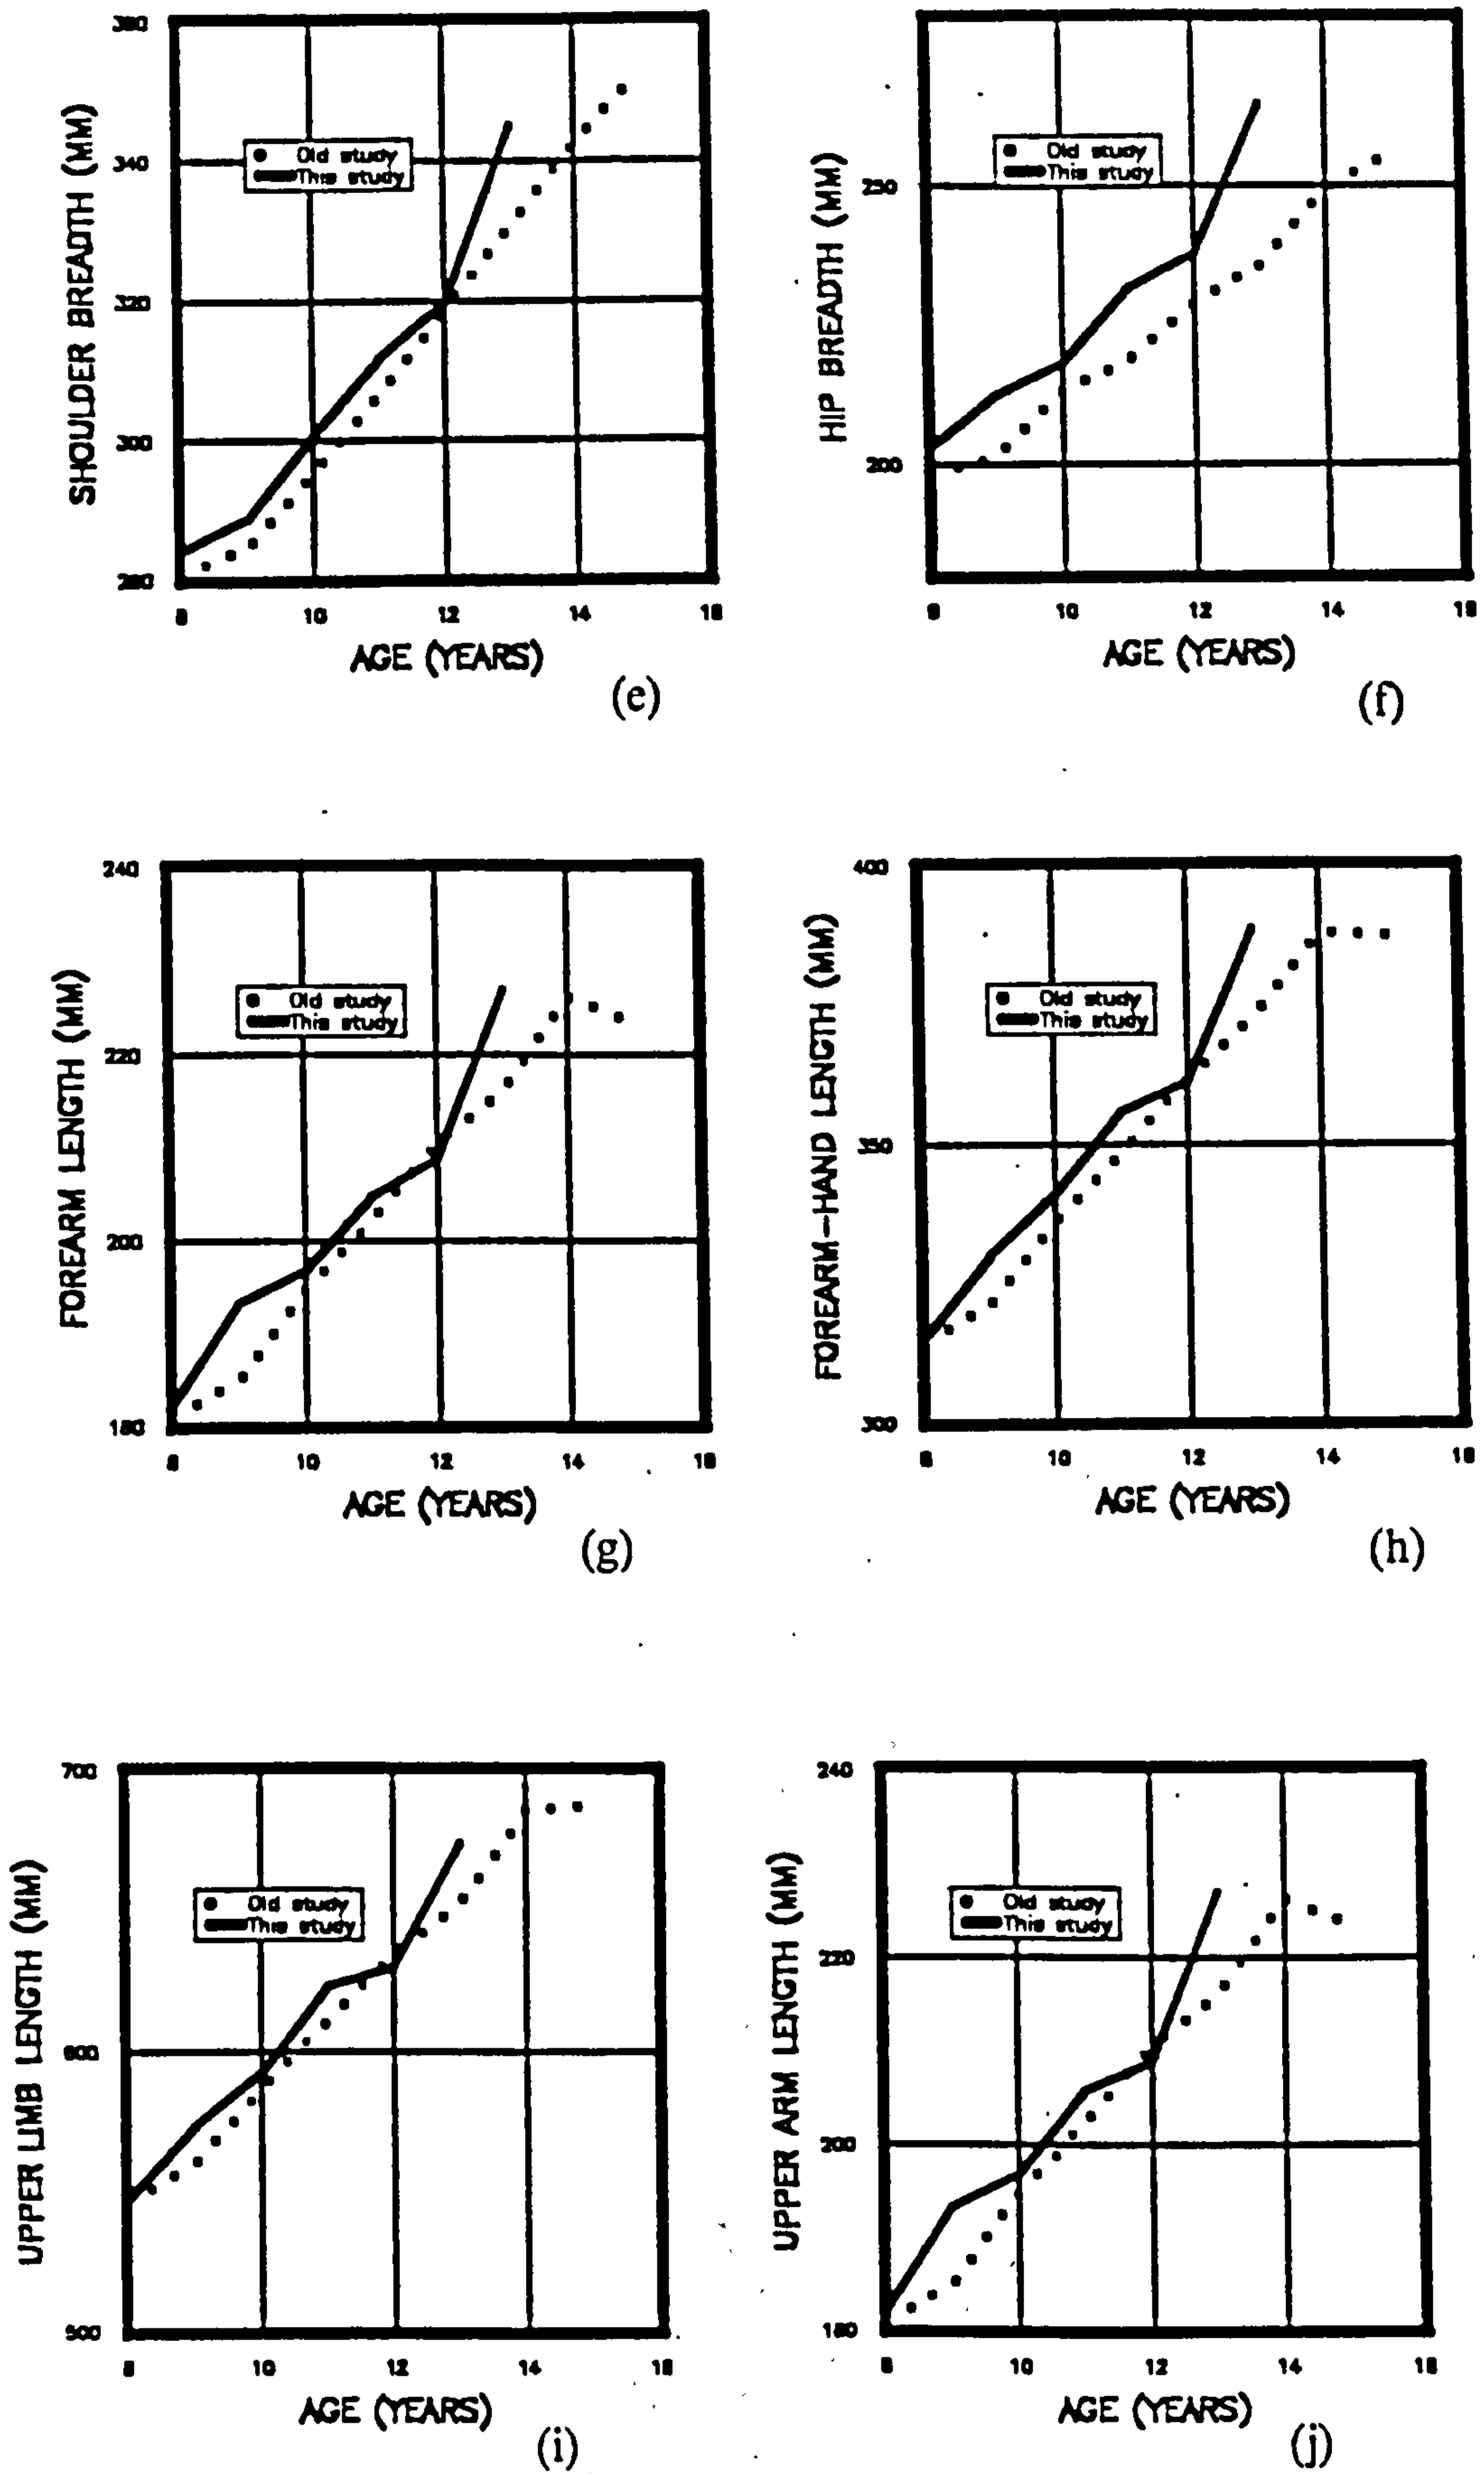 360
340
320
300
280
SHOULDER BREADTH (MM)
Old study
This study
8 10 12 14 16
AGE (YEARS)
(e)
250
200
HIP BREADTH (MM)
Old study
This study
8 10 12 14 16
AGE (YEARS)
(f)
240
220
200
180
FOREARM LENGTH (MM)
Old study
This study
8 10 12 14 16
AGE (YEARS)
(g)
400
350
300
FOREARM-HAND LENGTH (MM)
Old study
This study
8 10 12 14 16
AGE (YEARS)
(h)
700
600
500
UPPER LIMB LENGTH (MM)
Old study
This study
8 10 12 14 16
AGE (YEARS)
(i)
240
220
200
180
UPPER ARM LENGTH (MM)
Old study
This study
8 10 12 14 16
AGE (YEARS)
(j)